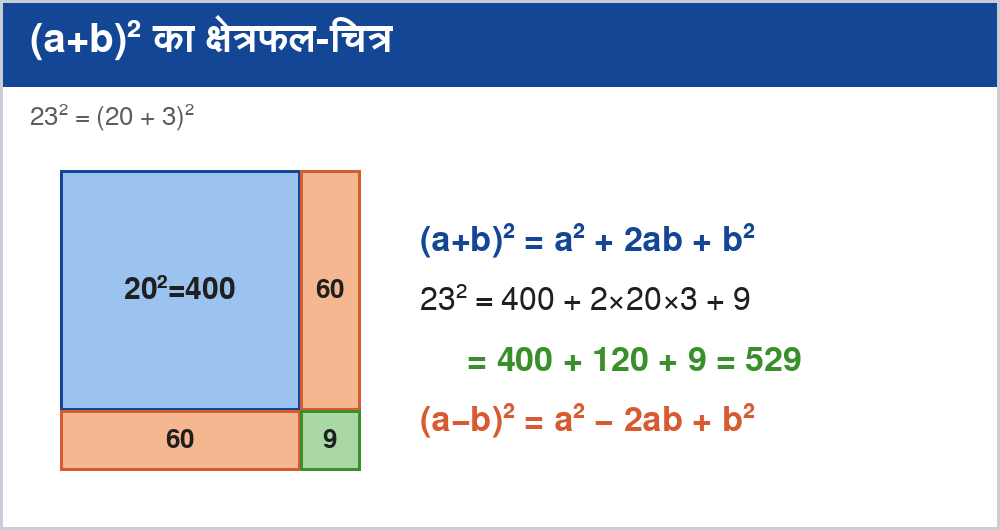 (a+b)² का क्षेत्रफल-चित्र
23² = (20 + 3)²
20²=400
60
60
9
(a+b)² = a² + 2ab + b²
23² = 400 + 2×20×3 + 9
= 400 + 120 + 9 = 529
(a−b)² = a² − 2ab + b²